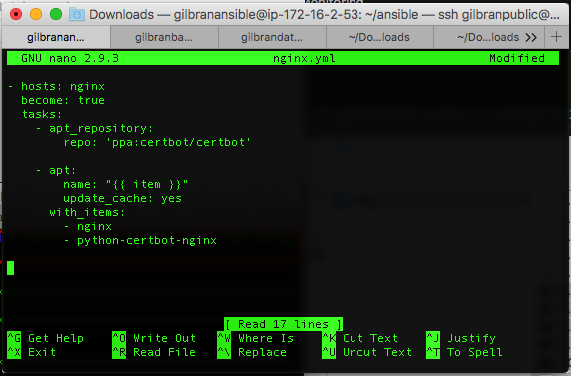 Downloads — gilbranansible@ip-172-16-2-53: ~/ansible — ssh gilbranpublic@...
gilbranan... gilbranba... gilbrandat... ~/Do...loads ~/Do...loads >> +
GNU nano 2.9.3 nginx.yml Modified
- hosts: nginx
become: true
tasks:
- apt_repository:
repo: 'ppa:certbot/certbot'
- apt:
name: "{{ item }}"
update_cache: yes
with_items:
- nginx
- python-certbot-nginx
[ Read 17 lines ]
^G Get Help ^O Write Out ^W Where Is ^K Cut Text ^J Justify
^X Exit ^R Read File ^\ Replace ^U Uncut Text ^T To Spell